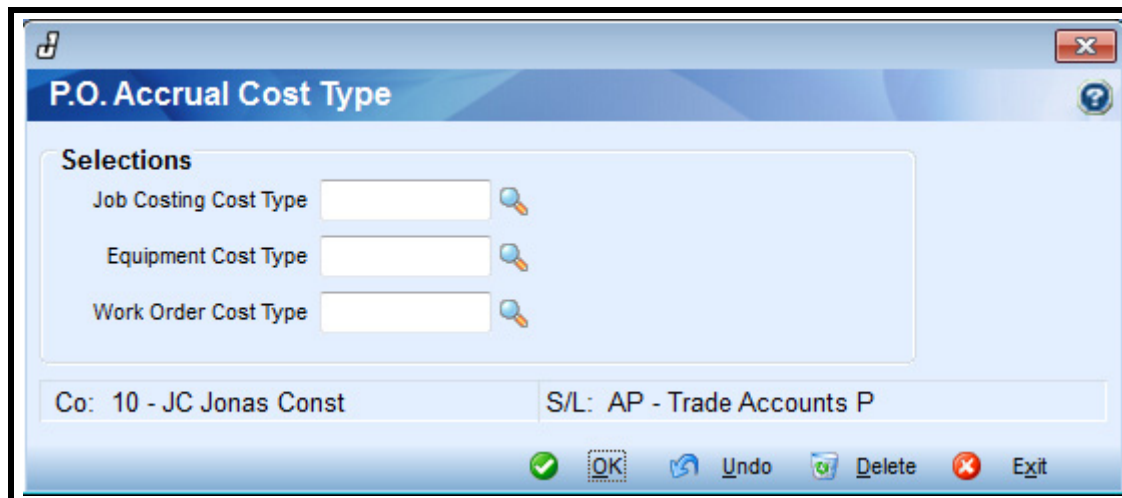 P.O. Accrual Cost Type
Selections
Job Costing Cost Type
Equipment Cost Type
Work Order Cost Type
Co: 10 - JC Jonas Const S/L: AP - Trade Accounts P
OK Undo Delete Exit